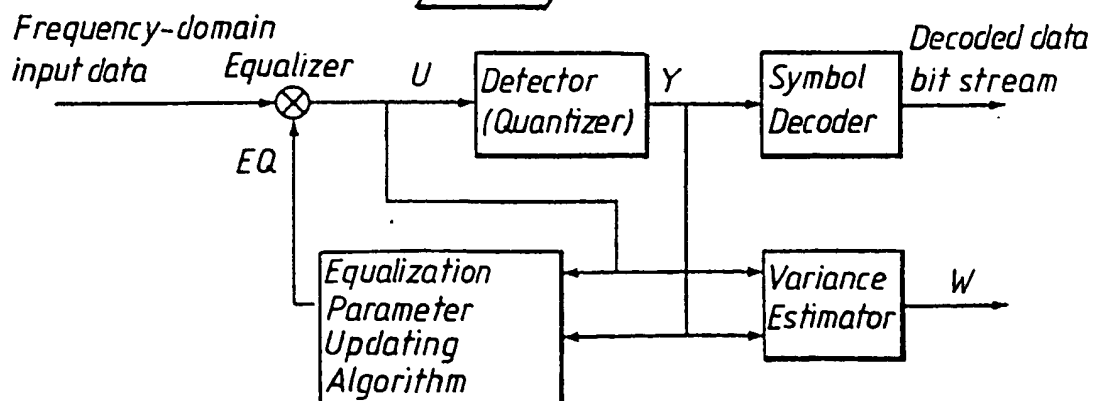 Frequency-domain
input data
Equalizer
U
Detector
(Quantizer)
Y
Symbol
Decoder
Decoded data
bit stream
EQ
Equalization
Parameter
Updating
Algorithm
Variance
Estimator
W